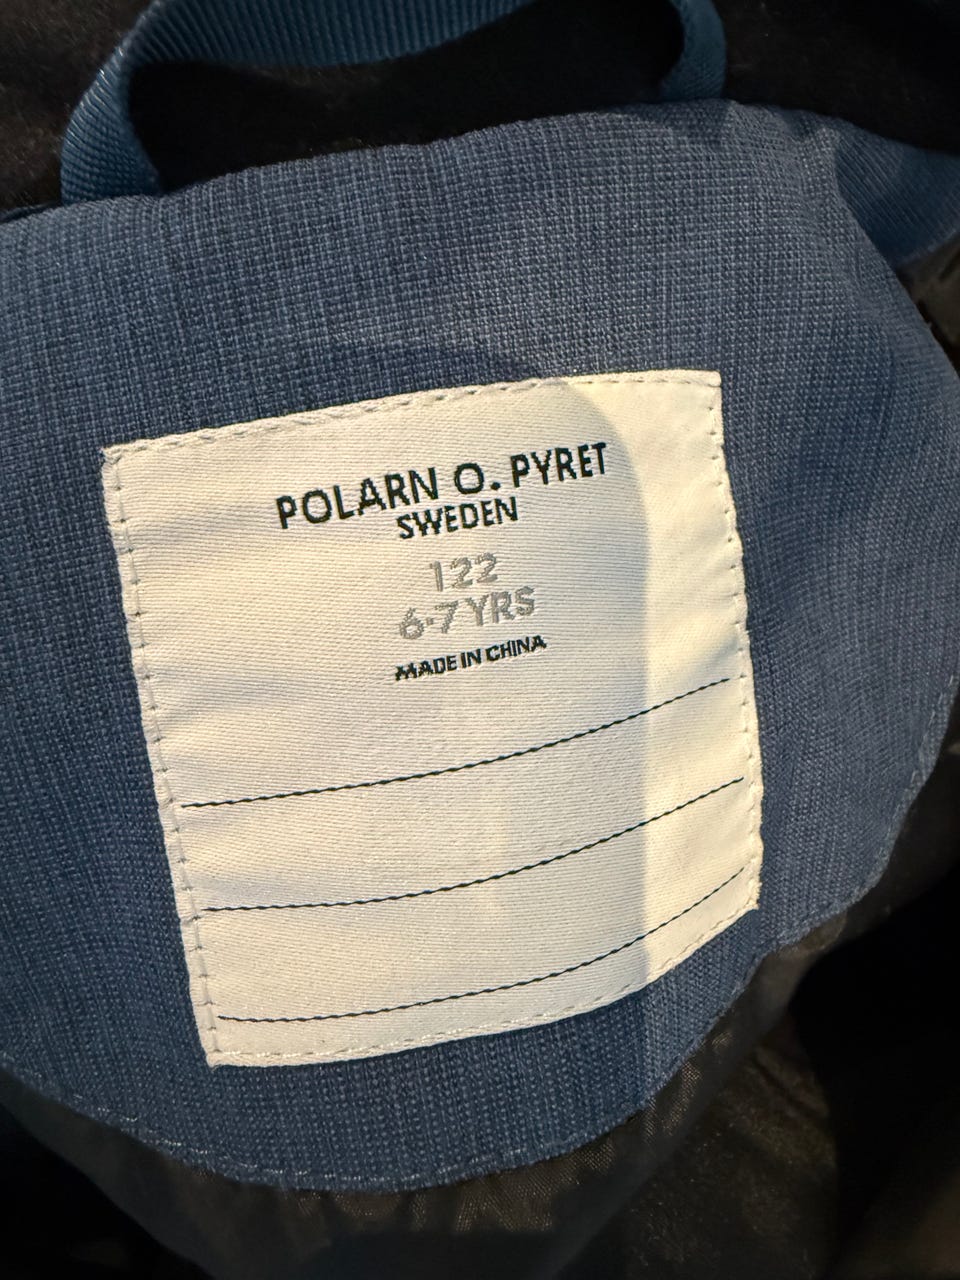 POLARN O. PYRET
SWEDEN
122
6-7 YRS
MADE IN CHINA